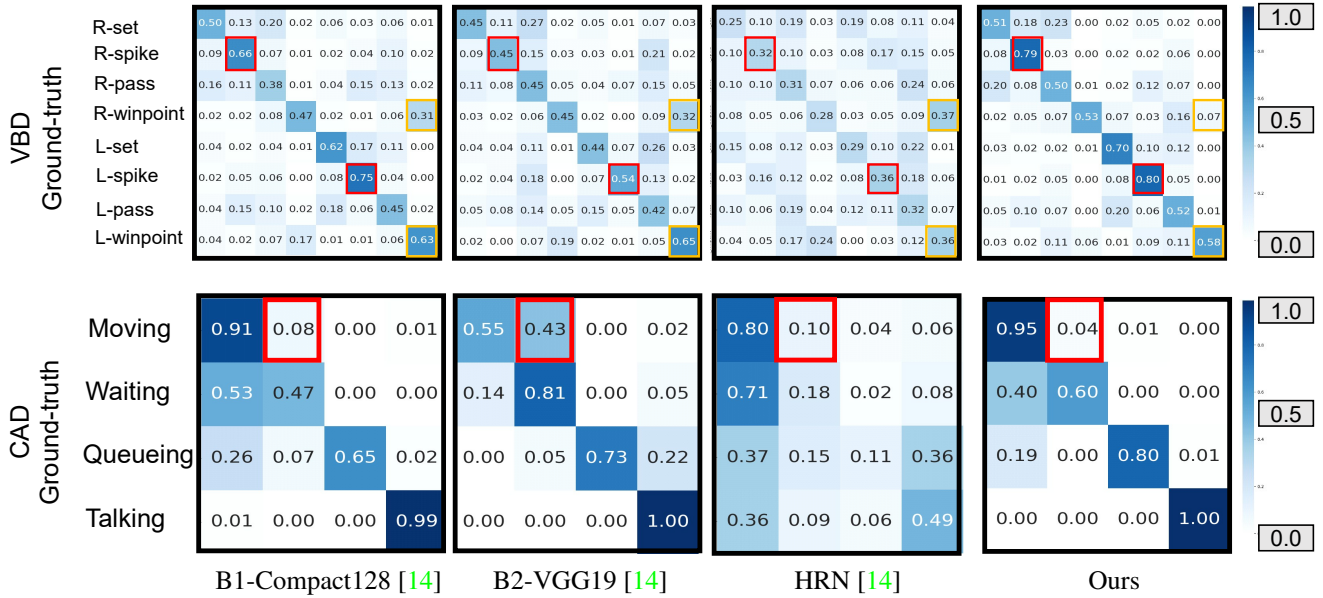 R-set 0.50 0.13 0.20 0.02 0.06 0.03 0.06 0.01 0.45 0.11 0.27 0.02 0.05 0.01 0.07 0.03 0.25 0.10 0.19 0.03 0.11 0.10 0.17 0.04 0.51 0.18 0.23 0.00 0.02 0.05 0.02 0.00 1.0
R-spike 0.09 0.66 0.07 0.01 0.02 0.04 0.10 0.02 0.09 0.45 0.15 0.03 0.03 0.01 0.21 0.02 0.10 0.32 0.10 0.03 0.08 0.17 0.15 0.05 0.08 0.79 0.03 0.00 0.02 0.06 0.00 0.00
R-pass 0.16 0.11 0.38 0.01 0.04 0.15 0.13 0.02 0.11 0.08 0.45 0.05 0.04 0.07 0.15 0.05 0.10 0.10 0.31 0.07 0.06 0.06 0.24 0.06 0.20 0.08 0.50 0.01 0.02 0.07 0.12 0.00
VBD
Ground-truth
R-winpoint 0.02 0.02 0.08 0.47 0.02 0.01 0.06 0.31 0.02 0.02 0.06 0.45 0.02 0.00 0.09 0.32 0.02 0.06 0.08 0.28 0.03 0.05 0.09 0.37 0.05 0.02 0.07 0.53 0.07 0.03 0.16 0.07 0.5
L-set 0.04 0.02 0.04 0.01 0.62 0.17 0.11 0.00 0.04 0.04 0.11 0.01 0.44 0.07 0.26 0.03 0.15 0.08 0.12 0.03 0.29 0.10 0.22 0.01 0.04 0.02 0.03 0.00 0.70 0.10 0.12 0.00
L-spike 0.02 0.05 0.06 0.00 0.08 0.75 0.04 0.00 0.02 0.04 0.18 0.01 0.07 0.54 0.13 0.02 0.03 0.16 0.12 0.02 0.08 0.36 0.18 0.06 0.01 0.03 0.03 0.00 0.08 0.80 0.05 0.00 0.2
L-pass 0.04 0.15 0.10 0.02 0.18 0.06 0.45 0.02 0.05 0.08 0.14 0.05 0.15 0.05 0.42 0.07 0.10 0.04 0.19 0.04 0.12 0.11 0.32 0.07 0.05 0.10 0.07 0.00 0.20 0.06 0.52 0.01
L-winpoint 0.04 0.02 0.07 0.17 0.01 0.01 0.06 0.63 0.02 0.00 0.07 0.19 0.02 0.01 0.05 0.65 0.04 0.05 0.17 0.24 0.00 0.03 0.12 0.36 0.03 0.02 0.11 0.06 0.01 0.09 0.11 0.58 0.0
Moving 0.91 0.08 0.00 0.01 0.55 0.43 0.00 0.02 0.80 0.10 0.04 0.06 0.95 0.04 0.01 0.00 1.0
Waiting 0.53 0.47 0.00 0.00 0.14 0.81 0.00 0.05 0.71 0.18 0.02 0.08 0.40 0.60 0.00 0.00 0.5
CAD
Ground-truth
Queueing 0.26 0.07 0.65 0.02 0.00 0.05 0.73 0.22 0.37 0.15 0.11 0.36 0.19 0.00 0.80 0.01 0.2
Talking 0.01 0.00 0.00 0.99 0.00 0.00 0.00 1.00 0.36 0.09 0.06 0.49 0.00 0.00 0.00 1.00 0.0
B1-Compact128 [14] B2-VGG19 [14] HRN [14] Ours